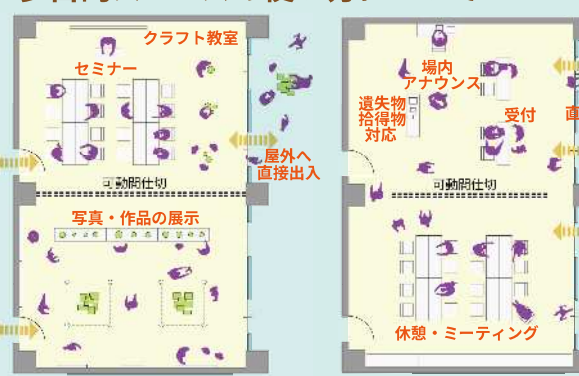 クラフト教室
セミナー
屋外へ
直接出入
可動間仕切
写真・作品の展示
場内
アナウンス
遺失物
拾得物
対応
受付
直
可動間仕切
休憩・ミーティング